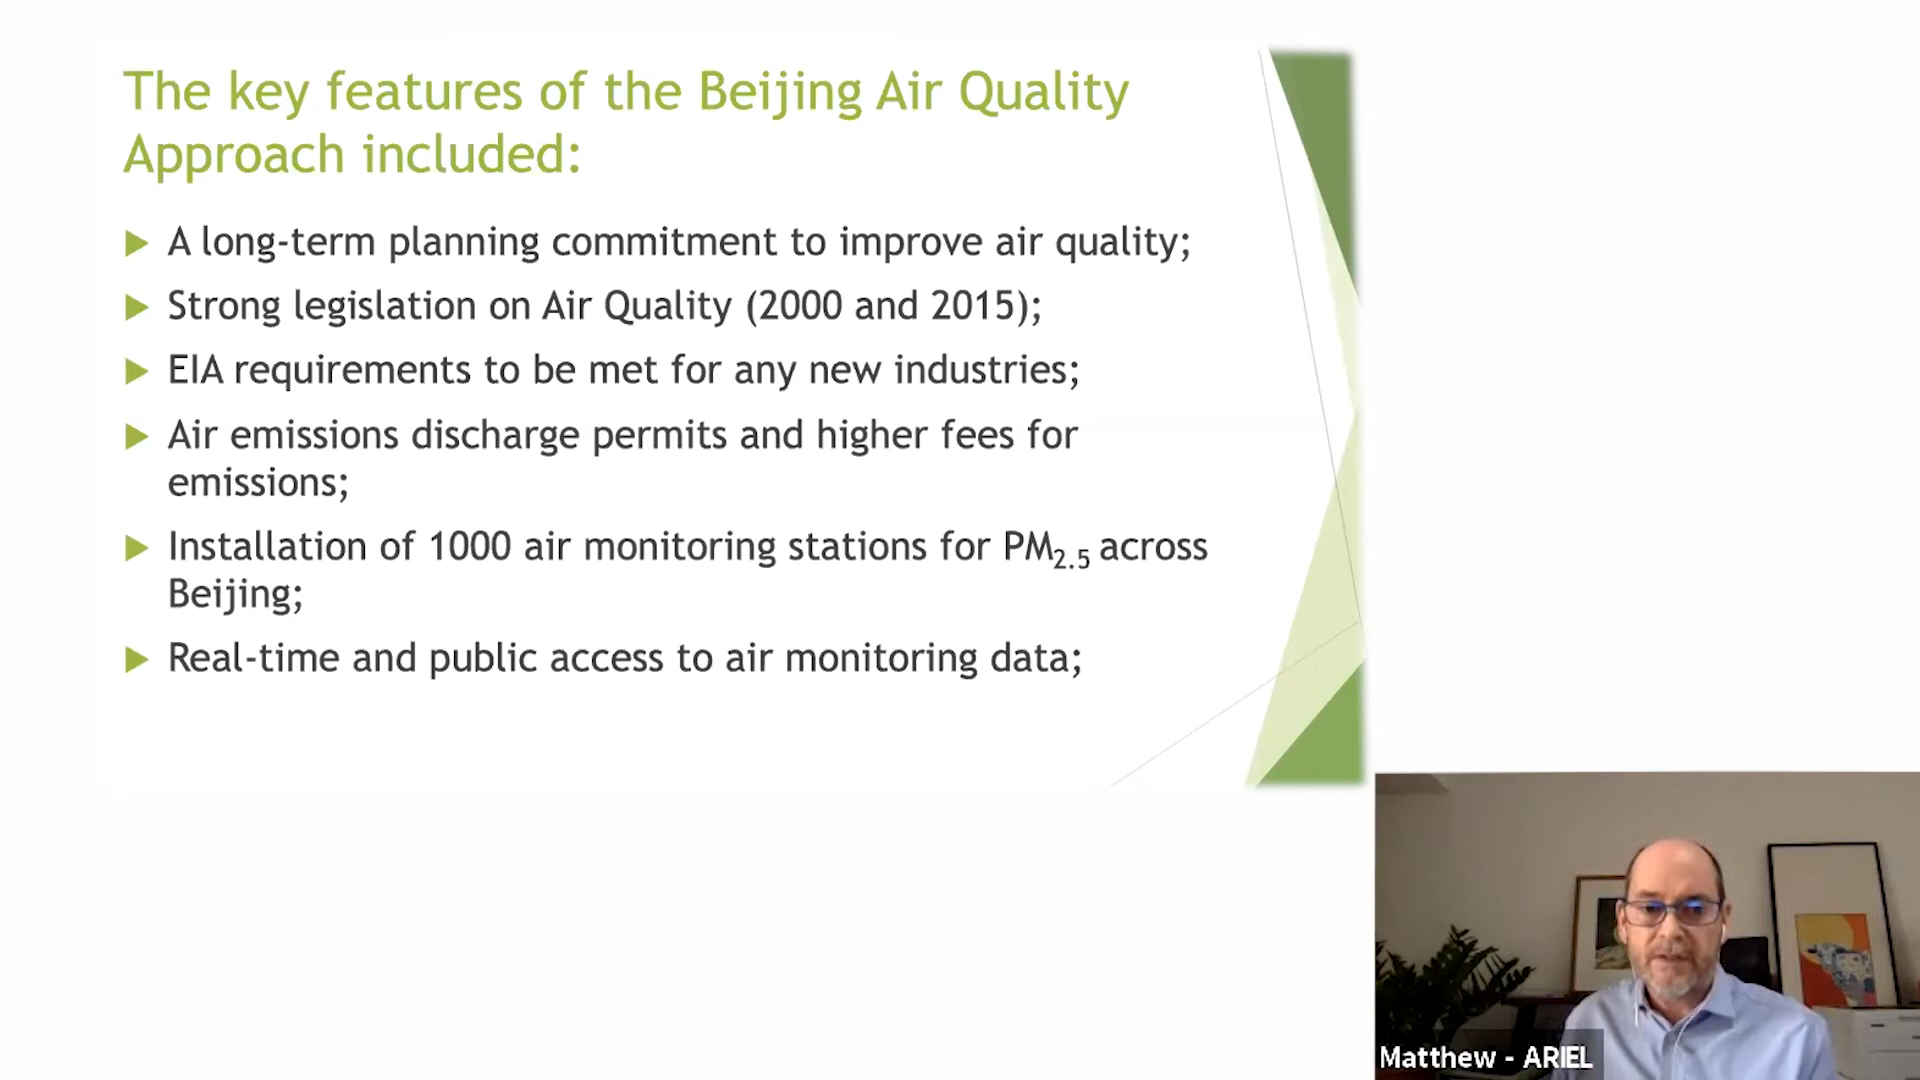 The key features of the Beijing Air Quality
Approach included:
A long-term planning commitment to improve air quality;
Strong legislation on Air Quality (2000 and 2015);
EIA requirements to be met for any new industries;
Air emissions discharge permits and higher fees for
emissions;
Installation of 1000 air monitoring stations for PM2.5 across
Beijing;
Real-time and public access to air monitoring data;
Matthew - ARIEL